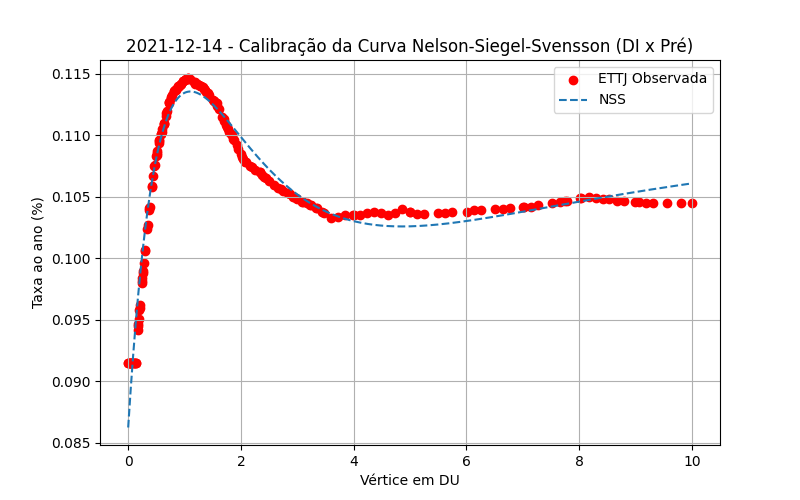 2021-12-14 - Calibração da Curva Nelson-Siegel-Svensson (DI x Pré)
ETTJ Observada
NSS
0.115
0.110
0.105
0.100
0.095
0.090
0.085
Taxa ao ano (%)
0 2 4 6 8 10
Vértice em DU